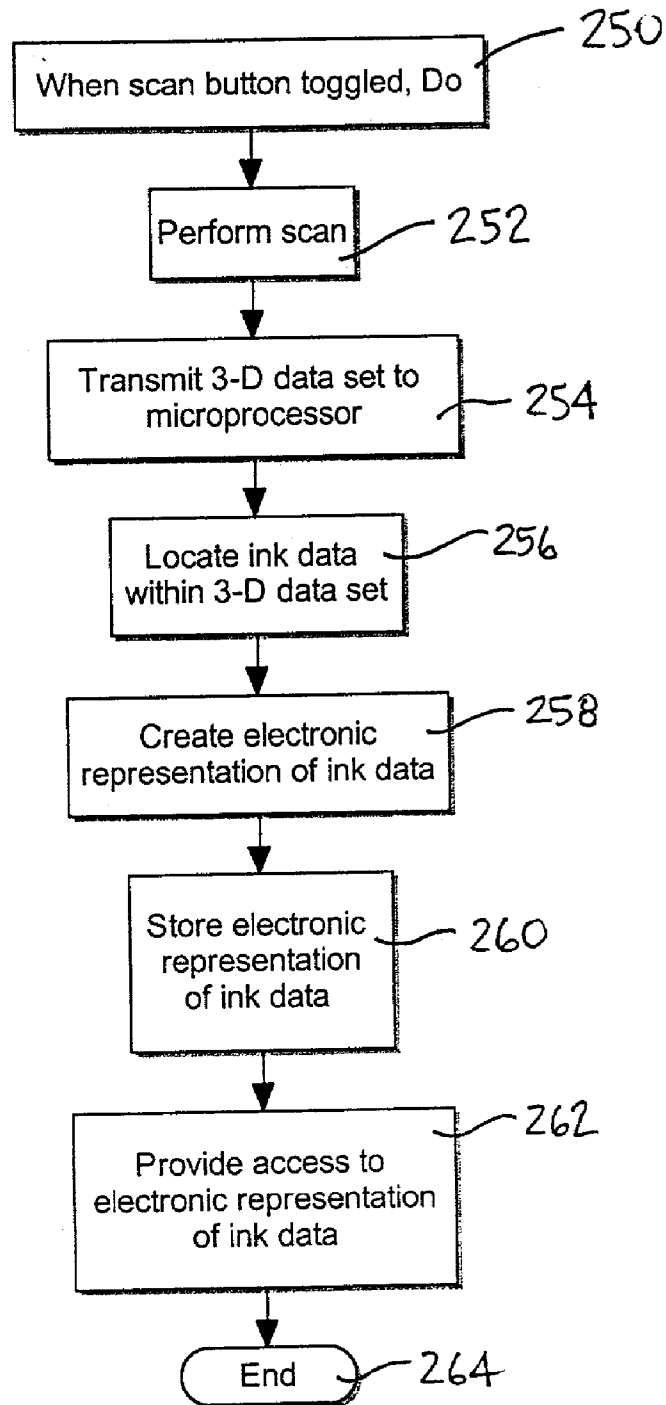 250
When scan button toggled, Do
Perform scan
252
Transmit 3-D data set to
microprocessor
254
Locate ink data
within 3-D data set
256
Create electronic
representation of ink data
258
Store electronic
representation
of ink data
260
Provide access to
electronic representation
of ink data
262
End
264